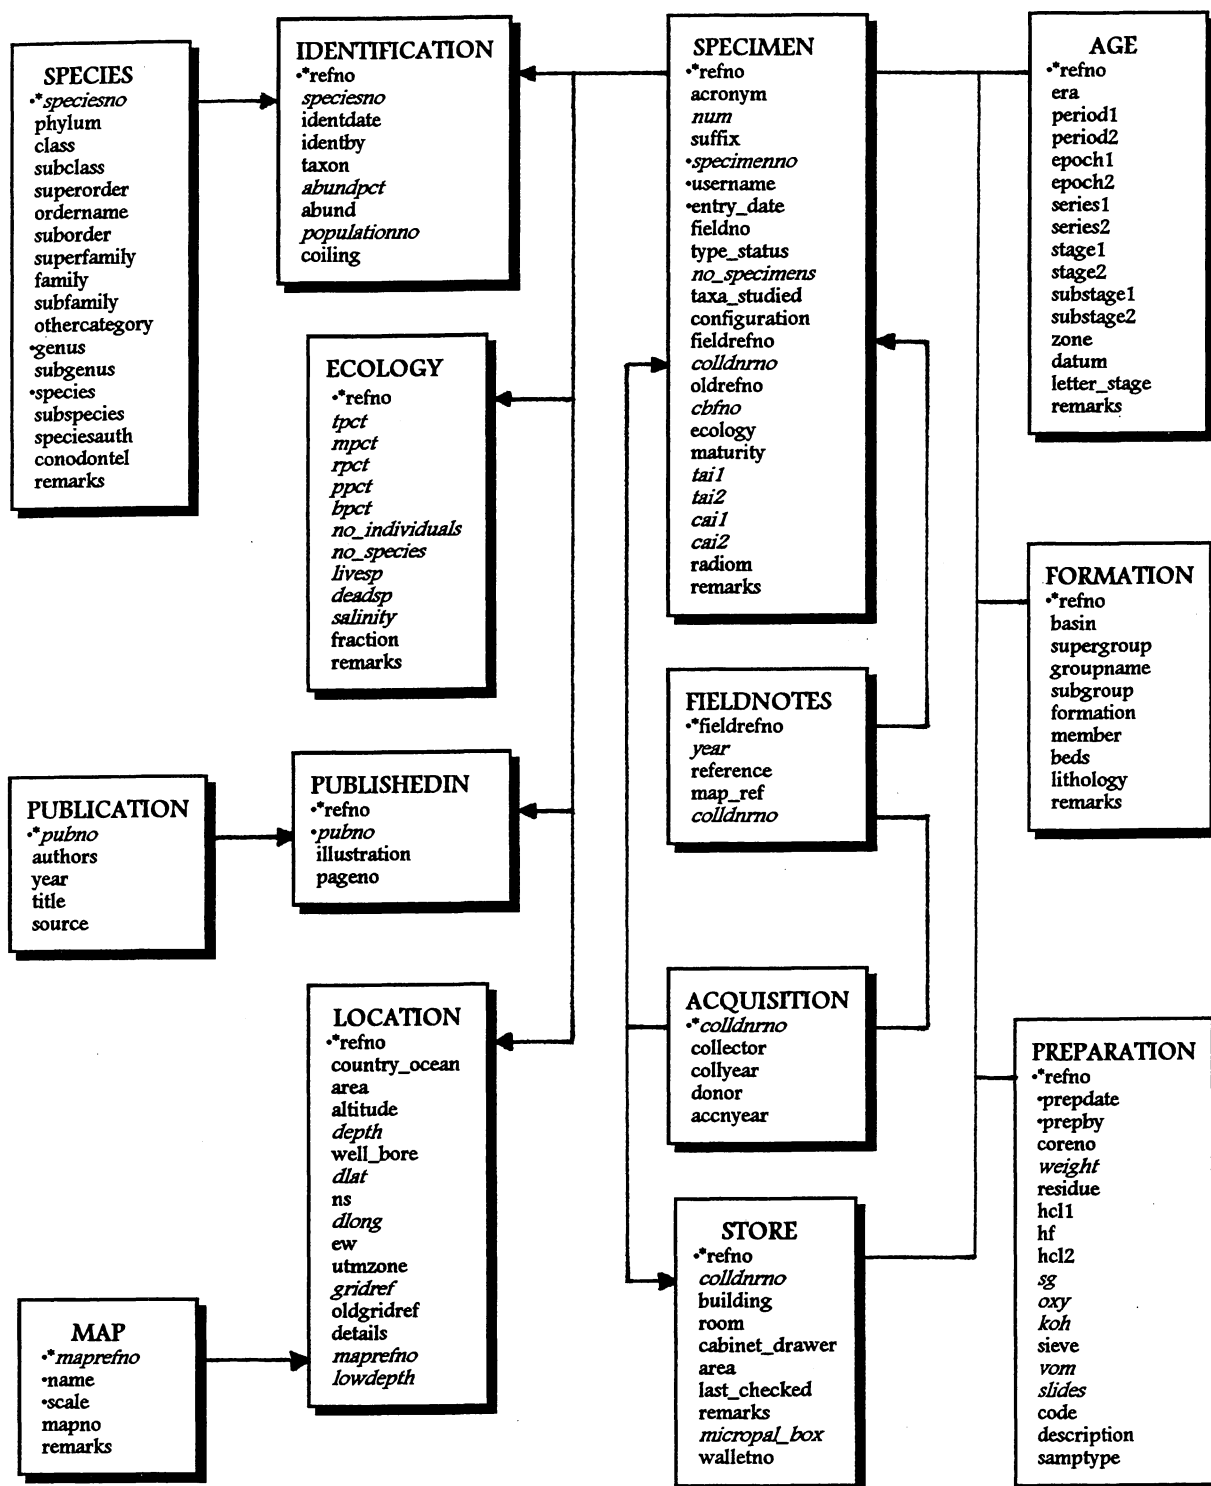 SPECIES
•*speciesno
phylum
class
subclass
superorder
ordername
suborder
superfamily
family
subfamily
othercategory
•genus
subgenus
•species
subspecies
speciesauth
conodontel
remarks
IDENTIFICATION
•*refno
speciesno
identdate
identby
taxon
abundpct
abund
populationno
coiling
SPECIMEN
•*refno
acronym
num
suffix
•specimenno
•username
•entry_date
fieldno
type_status
no_specimens
taxa_studied
configuration
fieldrefno
colldnrno
oldrefno
cbfno
ecology
maturity
tai1
tai2
cai1
cai2
radiom
remarks
AGE
•*refno
era
period1
period2
epoch1
epoch2
series1
series2
stage1
stage2
substage1
substage2
zone
datum
letter_stage
remarks
ECOLOGY
•*refno
tpct
mpct
rpct
ppct
bpct
no_individuals
no_species
livesp
deadsp
salinity
fraction
remarks
FORMATION
•*refno
basin
supergroup
groupname
subgroup
formation
member
beds
lithology
remarks
FIELDNOTES
•*fieldrefno
year
reference
map_ref
colldnrno
PUBLICATION
•*pubno
authors
year
title
source
PUBLISHEDIN
•*refno
•pubno
illustration
pageno
LOCATION
•*refno
country_ocean
area
altitude
depth
well_bore
dlat
ns
dlong
ew
utmzone
gridref
oldgridref
details
maprefno
lowdepth
ACQUISITION
•*colldnrno
collector
collyear
donor
accnyear
PREPARATION
•*refno
•prepdate
•prepby
coreno
weight
residue
hcl1
hf
hcl2
sg
oxy
koh
sieve
vom
slides
code
description
samptype
STORE
•*refno
colldnrno
building
room
cabinet_drawer
area
last_checked
remarks
micropal_box
walletno
MAP
•*maprefno
•name
•scale
mapno
remarks